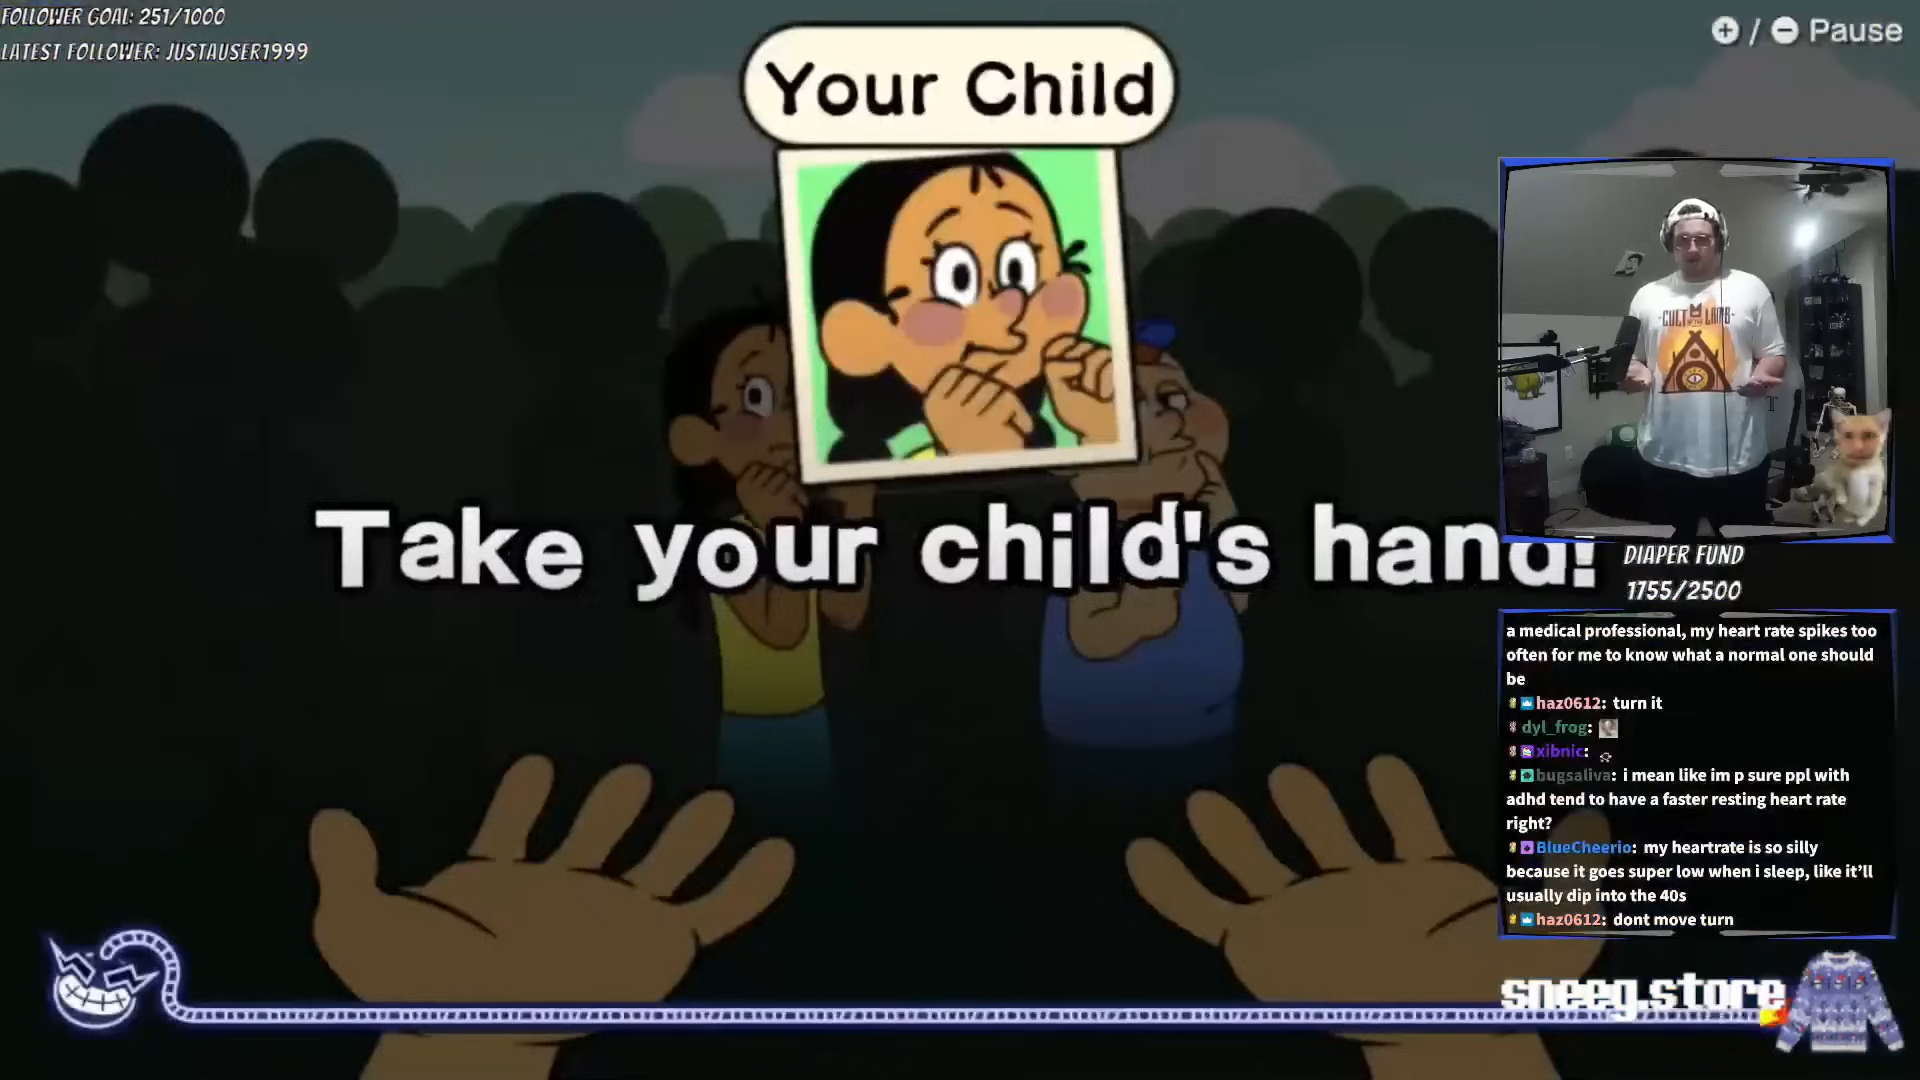 FOLLOWER GOAL: 251/1000
LATEST FOLLOWER: JUSTAUSER1999
+ / - Pause
Your Child
Take your child's hand!
CULT OF THE LAMB
DIAPER FUND
1755/2500
a medical professional, my heart rate spikes too
often for me to know what a normal one should
be
haz0612: turn it
dyl_frog:
xibnic:
bugsaliva: i mean like im p sure ppl with
adhd tend to have a faster resting heart rate
right?
BlueCheerio: my heartrate is so silly
because it goes super low when i sleep, like it’ll
usually dip into the 40s
haz0612: dont move turn
sneeg.store